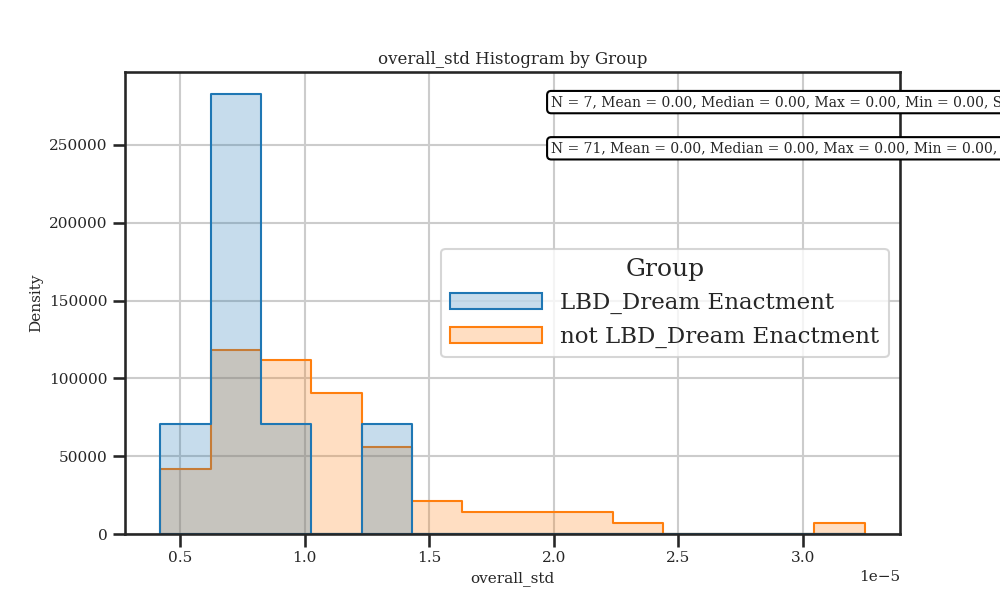 overall_std Histogram by Group
N = 7, Mean = 0.00, Median = 0.00, Max = 0.00, Min = 0.00, S
N = 71, Mean = 0.00, Median = 0.00, Max = 0.00, Min = 0.00,
Group
LBD_Dream Enactment
not LBD_Dream Enactment
Density
250000
200000
150000
100000
50000
0
0.5
1.0
1.5
2.0
2.5
3.0
1e−5
overall_std